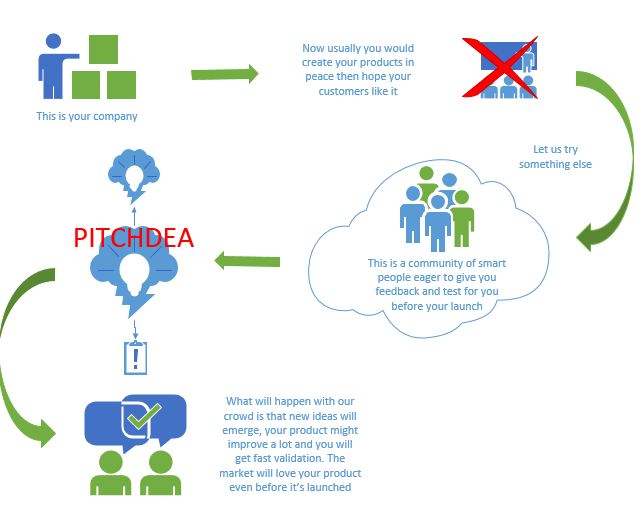 Now usually you would
create your products in
peace then hope your
customers like it
This is your company
Let us try
something else
PITCHDEA
This is a community of smart
people eager to give you
feedback and test for you
before your launch
!
What will happen with our
crowd is that new ideas will
emerge, your product might
improve a lot and you will
get fast validation. The
market will love your product
even before it's launched